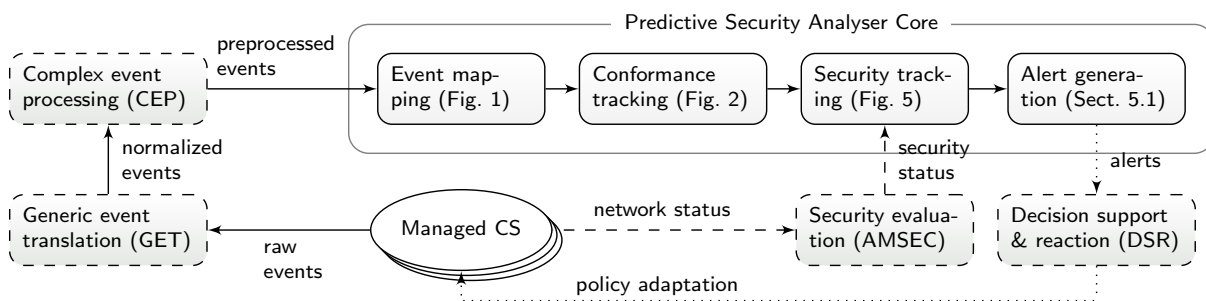 Predictive Security Analyser Core
preprocessed
events
Complex event
processing (CEP)
Event map-
ping (Fig. 1)
Conformance
tracking (Fig. 2)
Security track-
ing (Fig. 5)
Alert genera-
tion (Sect. 5.1)
normalized
events
security
status
alerts
Generic event
translation (GET)
raw
events
Managed CS
network status
Security evalua-
tion (AMSEC)
Decision support
& reaction (DSR)
policy adaptation